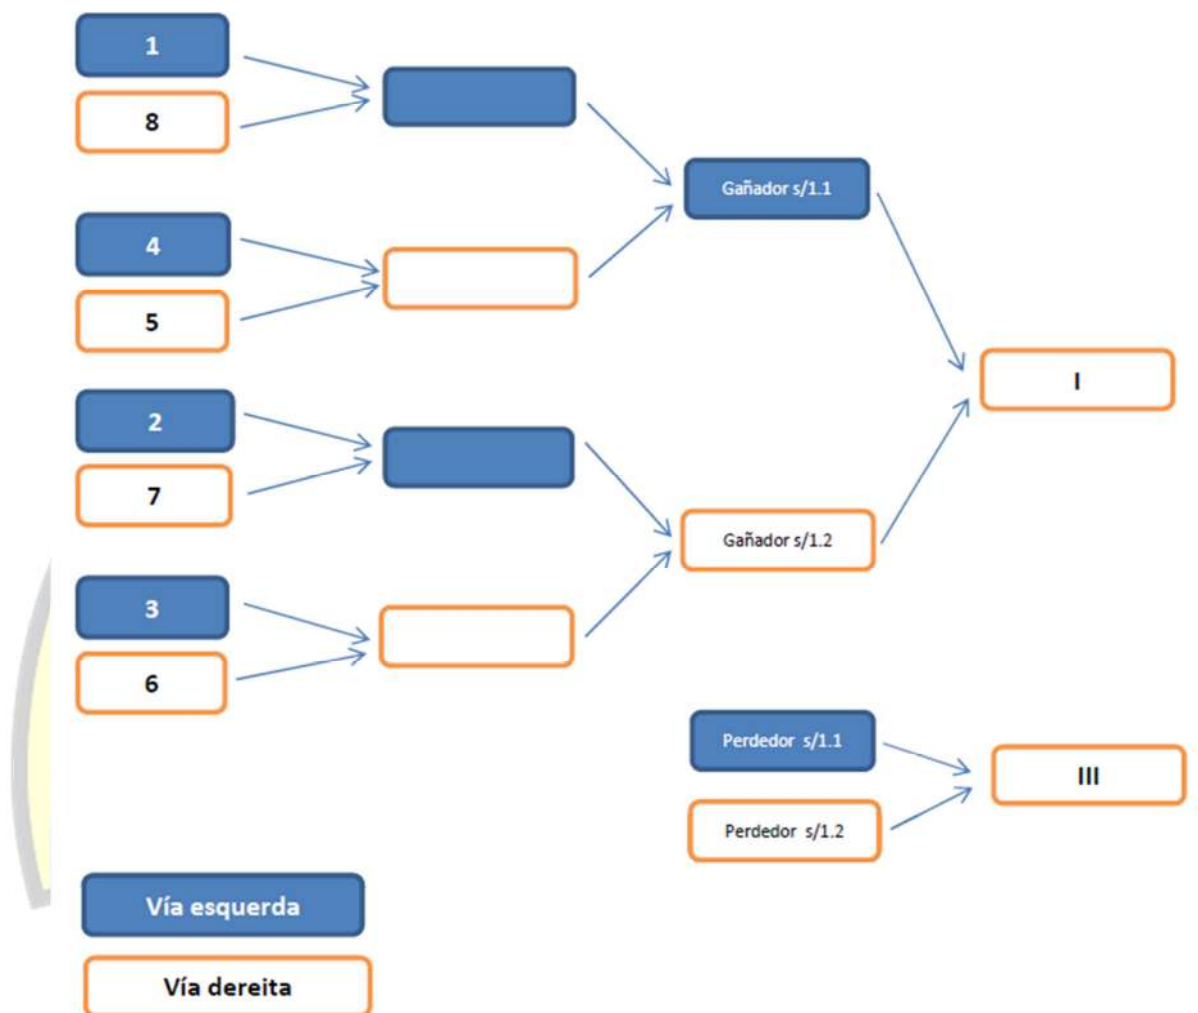 1
8
4
5
2
7
3
6
Gañador s/1.1
Gañador s/1.2
I
Perdedor s/1.1
Perdedor s/1.2
III
Vía esquerda
Vía dereita